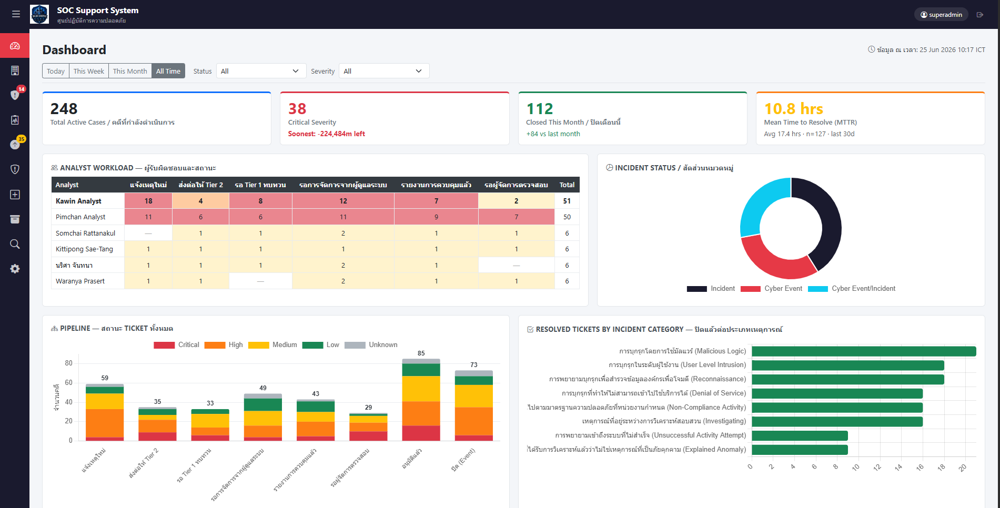 SOC Support System
ศูนย์ปฏิบัติการความปลอดภัย
superadmin
14
35
Dashboard
ข้อมูล ณ เวลา: 25 Jun 2026 10:17 ICT
Today This Week This Month All Time Status All Severity All
248
Total Active Cases / คดีที่กำลังดำเนินการ
38
Critical Severity
Soonest: -224,484m left
112
Closed This Month / ปิดเดือนนี้
+84 vs last month
10.8 hrs
Mean Time to Resolve (MTTR)
Avg 17.4 hrs · n=127 · last 30d
ANALYST WORKLOAD — ผู้รับผิดชอบและสถานะ
Analyst แจ้งเหตุใหม่ ส่งต่อให้ Tier 2 รอ Tier 1 ทบทวน รอการจัดการจากผู้ดูแลระบบ รายงานการควบคุมแล้ว รอผู้จัดการตรวจสอบ Total
Kawin Analyst 18 4 8 12 7 2 51
Pimchan Analyst 11 6 6 11 9 7 50
Somchai Rattanakul — 1 1 2 1 1 6
Kittipong Sae-Tang 1 1 1 1 1 1 6
นริศา จันทนา 1 1 1 2 1 — 6
Waranya Prasert 1 1 — 2 1 1 6
INCIDENT STATUS / สัดส่วนหมวดหมู่
Incident Cyber Event Cyber Event/Incident
PIPELINE — สถานะ TICKET ทั้งหมด
Critical High Medium Low Unknown
จำนวนคดี
80
60
40
20
0
59
35
33
49
43
29
85
73
แจ้งเหตุใหม่
ส่งต่อให้ Tier 2
รอ Tier 1 ทบทวน
รอการจัดการจากผู้ดูแลระบบ
รายงานการควบคุมแล้ว
รอผู้จัดการตรวจสอบ
อนุมัติแล้ว
ปิด (Event)
RESOLVED TICKETS BY INCIDENT CATEGORY — ปิดแล้วต่อประเภทเหตุการณ์
การบุกรุกโดยการใช้มัลแวร์ (Malicious Logic)
การบุกรุกในระดับผู้ใช้งาน (User Level Intrusion)
การพยายามบุกรุกเพื่อสำรวจข้อมูลองค์กรเพื่อโจมตี (Reconnaissance)
การบุกรุกที่ทำให้ไม่สามารถเข้าไปใช้บริการได้ (Denial of Service)
ไปตามมาตรฐานความปลอดภัยที่หน่วยงานกำหนด (Non-Compliance Activity)
เหตุการณ์ที่อยู่ระหว่างการวิเคราะห์สอบสวน (Investigating)
การพยายามเข้าถึงระบบที่ไม่สำเร็จ (Unsuccessful Activity Attempt)
ได้รับการวิเคราะห์แล้วว่าไม่ใช่เหตุการณ์ที่เป็นภัยคุกคาม (Explained Anomaly)
0 2 4 6 8 10 12 14 16 18 20